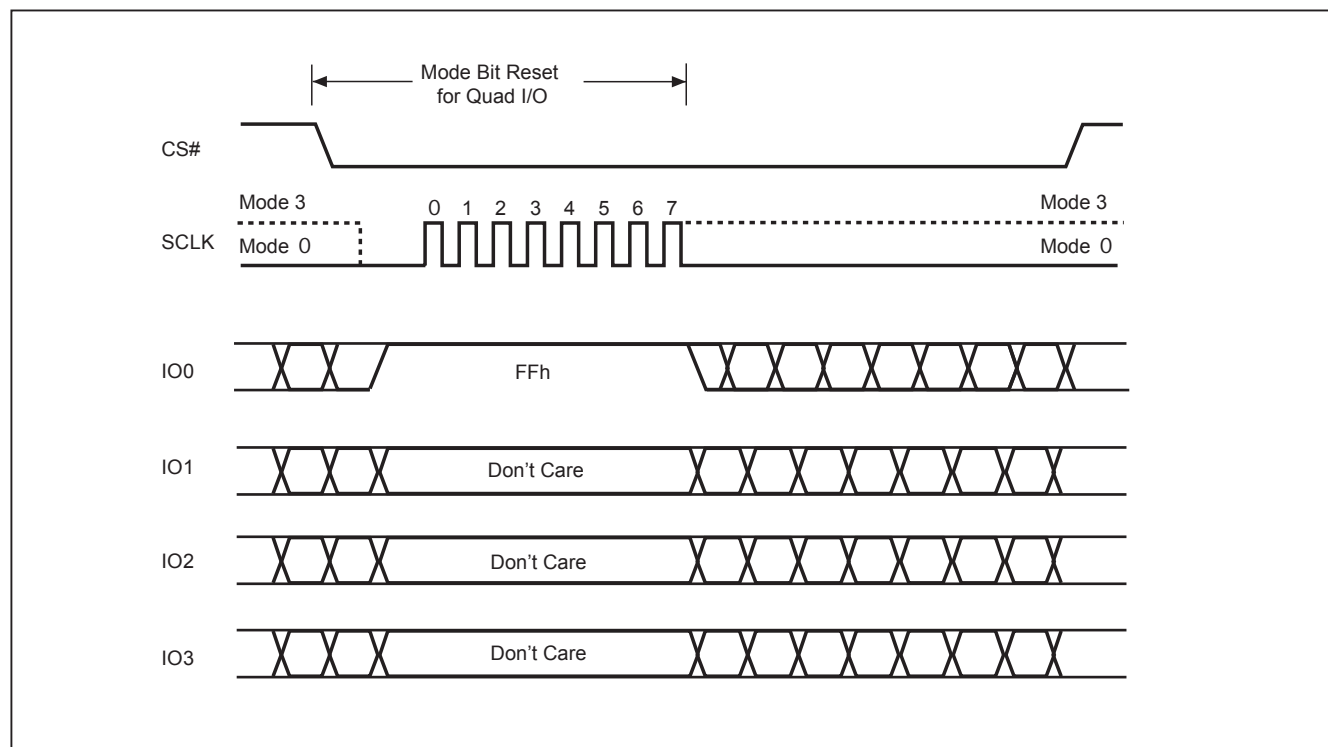 Mode Bit Reset
for Quad I/O
CS#
Mode 3
0 1 2 3 4 5 6 7
Mode 3
SCLK
Mode 0
Mode 0
IO0
FFh
IO1
Don't Care
IO2
Don't Care
IO3
Don't Care